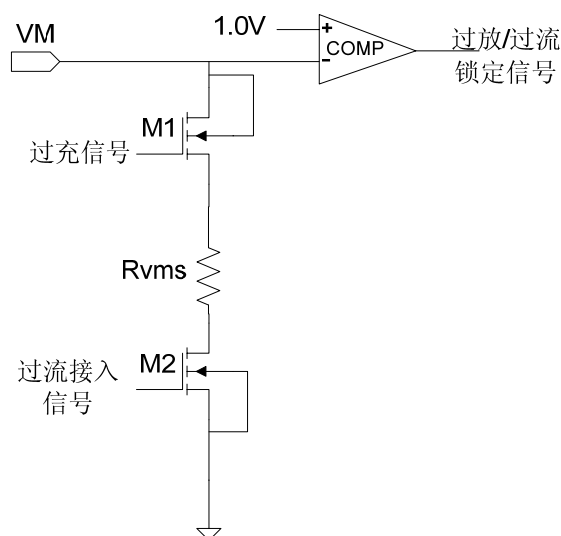 VM
1.0V
+
COMP
-
过放/过流
锁定信号
M1
过充信号
Rvms
M2
过流接入
信号